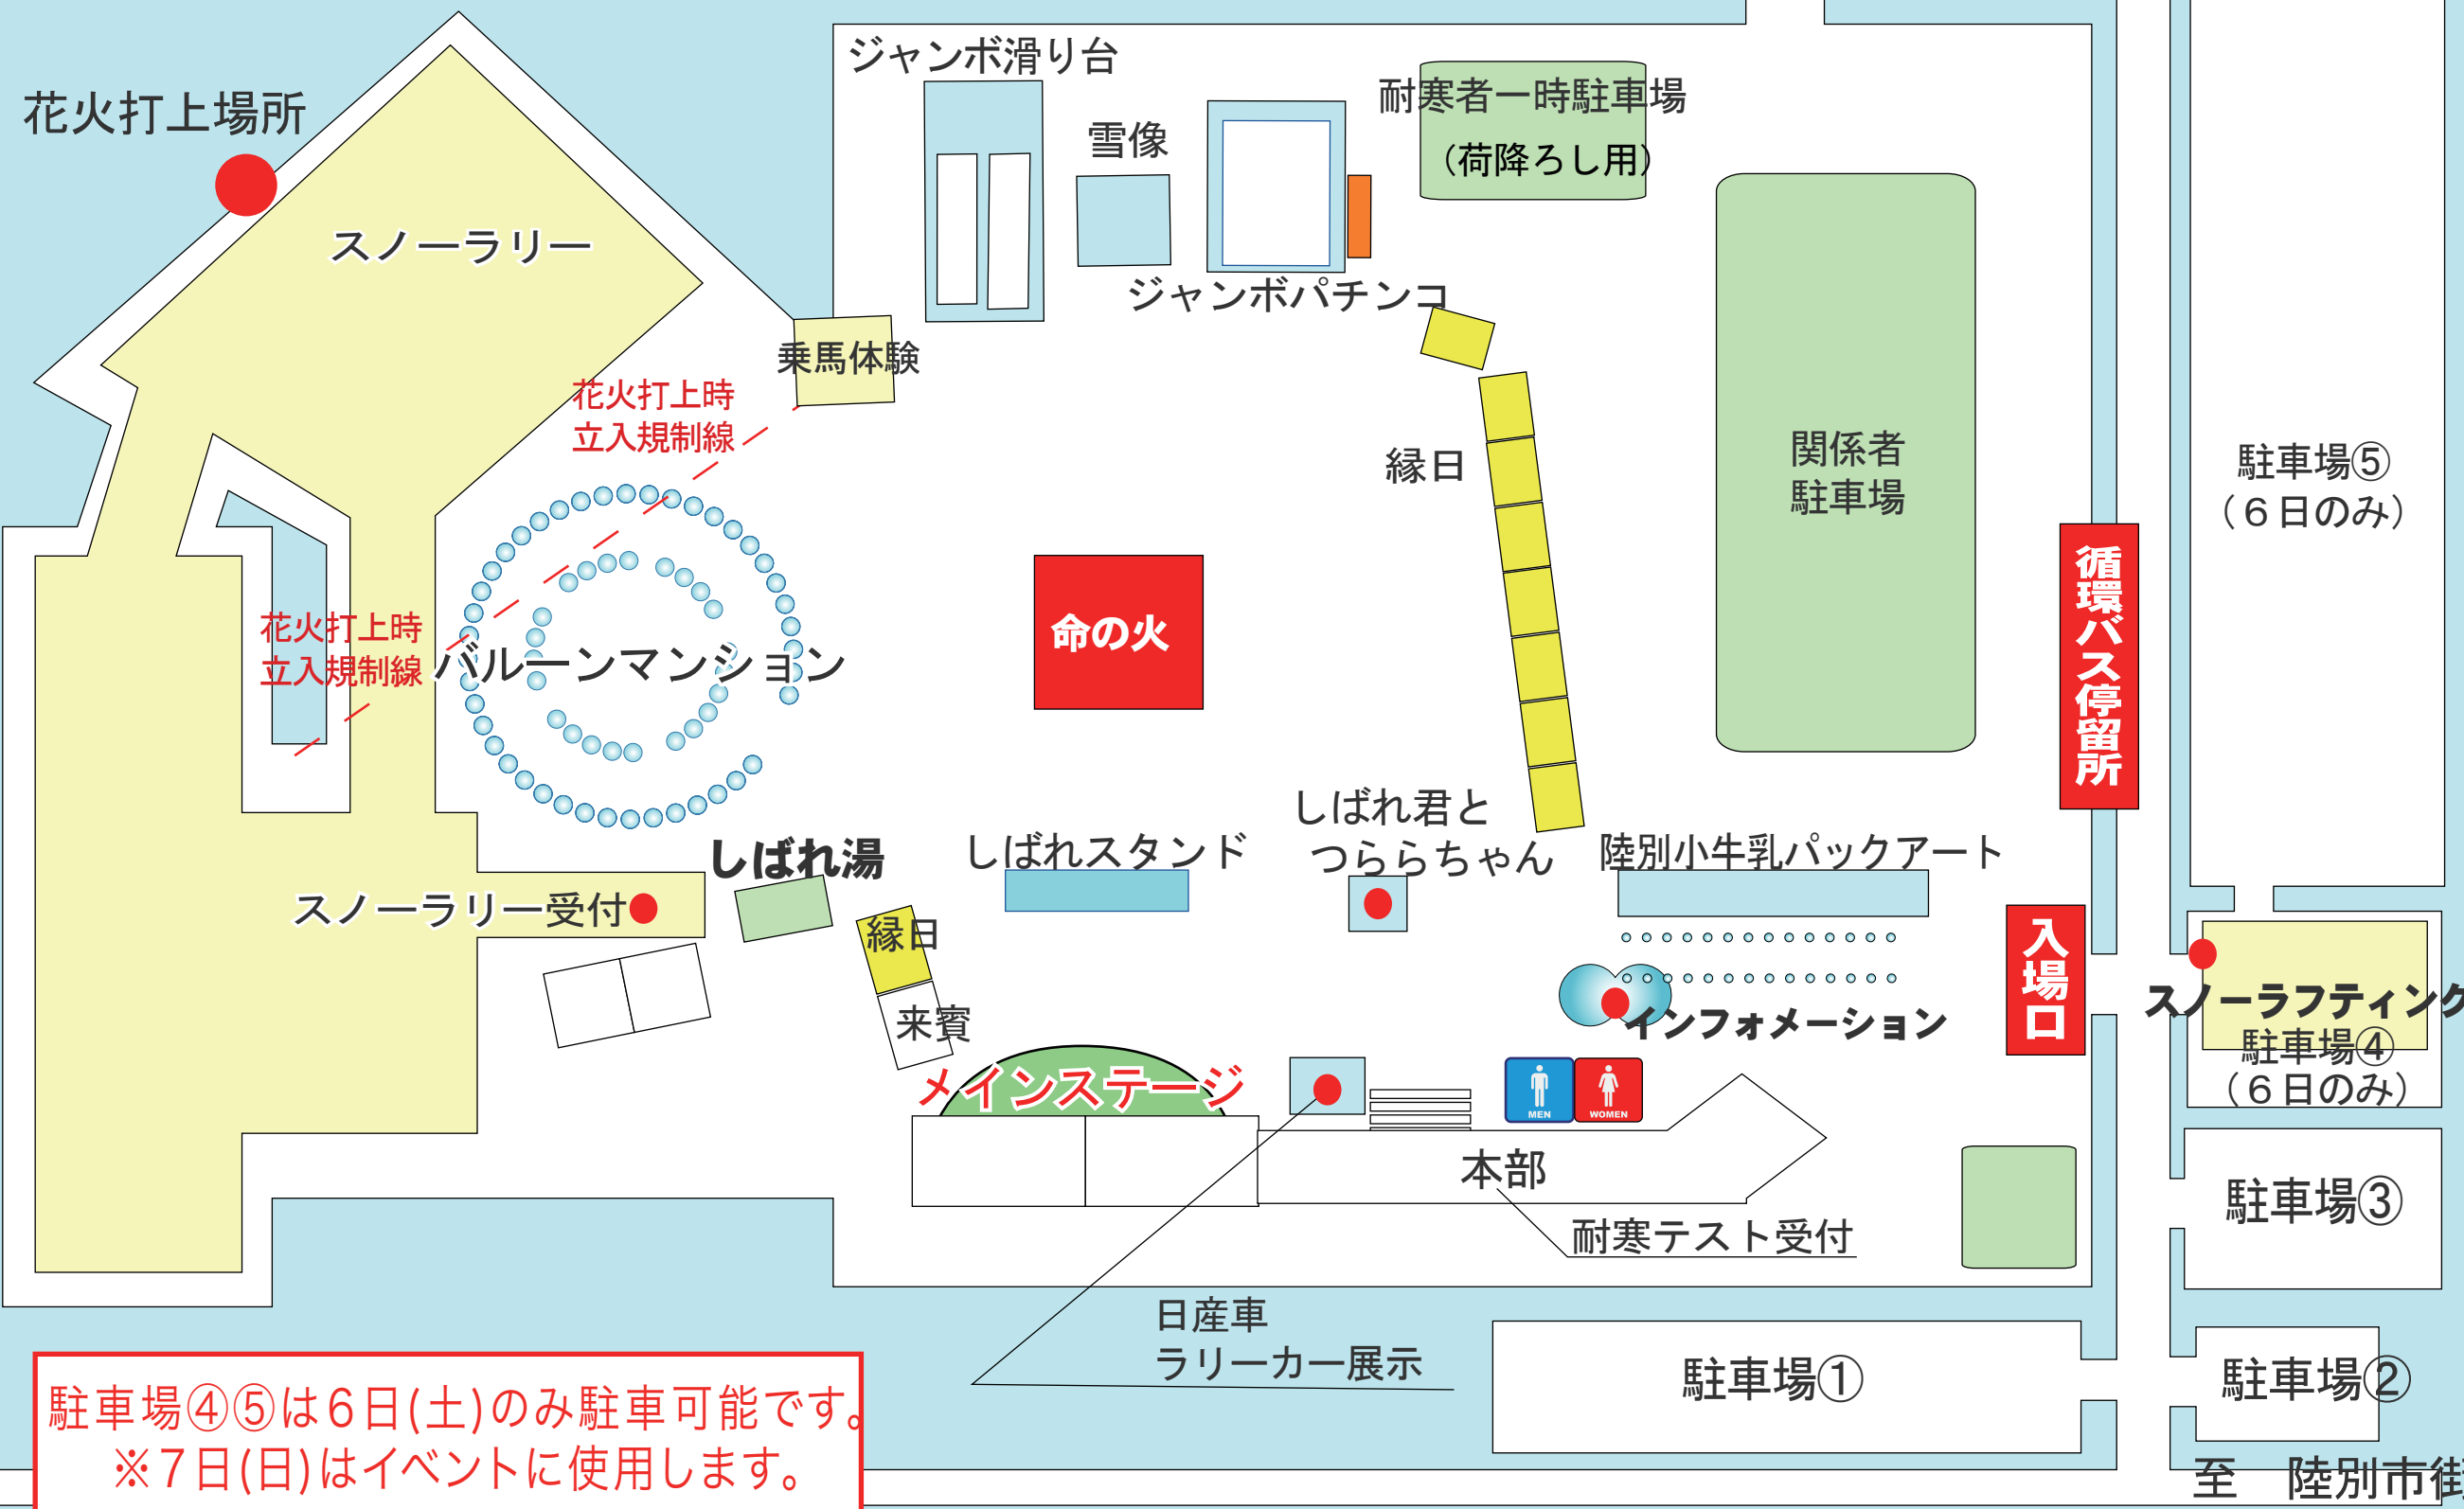 ジャンボ滑り台
花火打上場所
耐寒者一時駐車場
（荷降ろし用）
雪像
スノーラリー
ジャンボパチンコ
乗馬体験
花火打上時
立入規制線
縁日
関係者
駐車場
駐車場⑤
（６日のみ）
循環バス停留所
花火打上時
立入規制線
バルーンマンション
命の火
しばれ君と
つららちゃん
しばれ湯
しばれスタンド
陸別小牛乳パックアート
スノーラリー受付
縁日
入場口
来賓
インフォメーション
スノーラフティング
駐車場④
（６日のみ）
メインステージ
MEN
WOMEN
本部
駐車場③
耐寒テスト受付
日産車
ラリーカー展示
駐車場①
駐車場②
駐車場④⑤は６日(土)のみ駐車可能です。
※７日(日)はイベントに使用します。
至　陸別市街